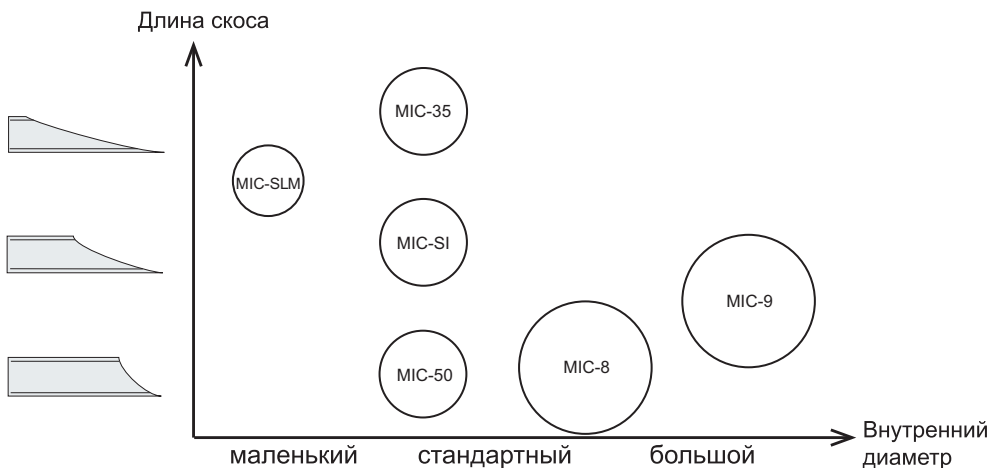 Длина скоса
MIC-35
MIC-SLM
MIC-SI
MIC-9
MIC-8
MIC-50
Внутренний
диаметр
маленький
стандартный
большой